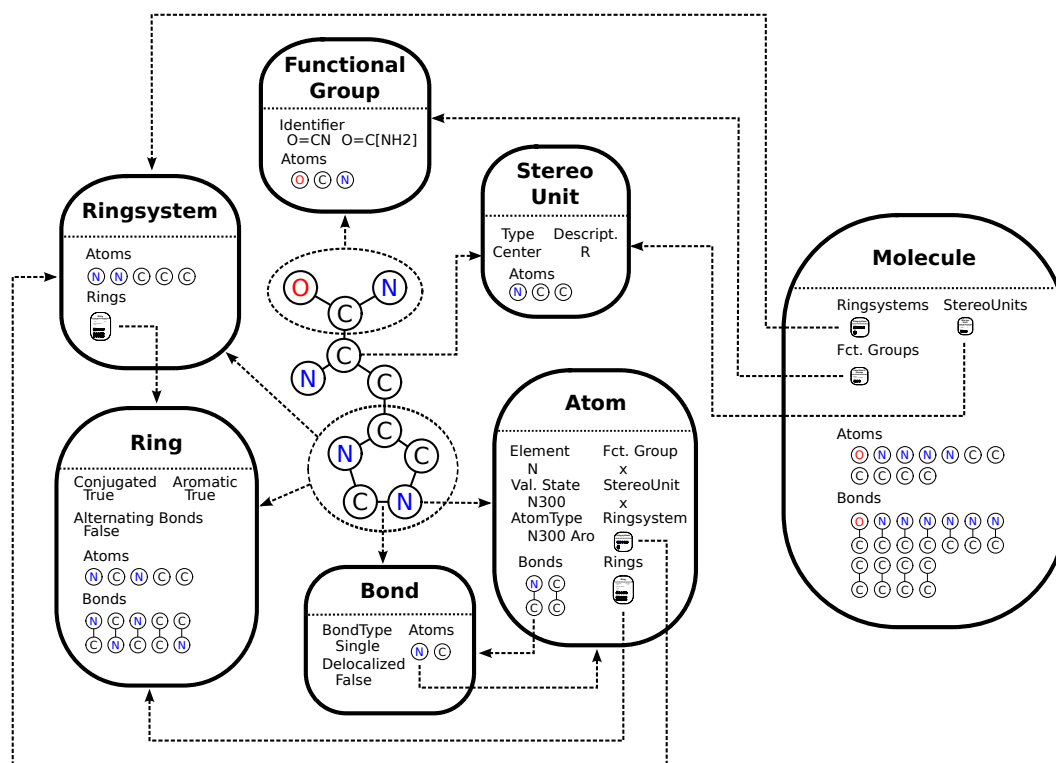 Functional
Group
Identifier
O=CN O=C[NH2]
Atoms
O C N
Stereo
Unit
Type Descript.
Center R
Atoms
N C C
Ringsystem
Atoms
N N C C C
Rings
Molecule
Ringsystems StereoUnits
Fct. Groups
Atoms
O N N N N C C
C C C C
Bonds
O N N N N N N
C C C C C C C
C C C C
C C C C
O N
C
C
N C
C
N C
C N
Ring
Conjugated Aromatic
True True
Alternating Bonds
False
Atoms
N C N C C
Bonds
N C N C C
C N C C N
Atom
Element Fct. Group
N x
Val. State StereoUnit
N300 x
AtomType Ringsystem
N300 Aro
Bonds Rings
N C
C C
Bond
BondType Atoms
Single N C
Delocalized
False